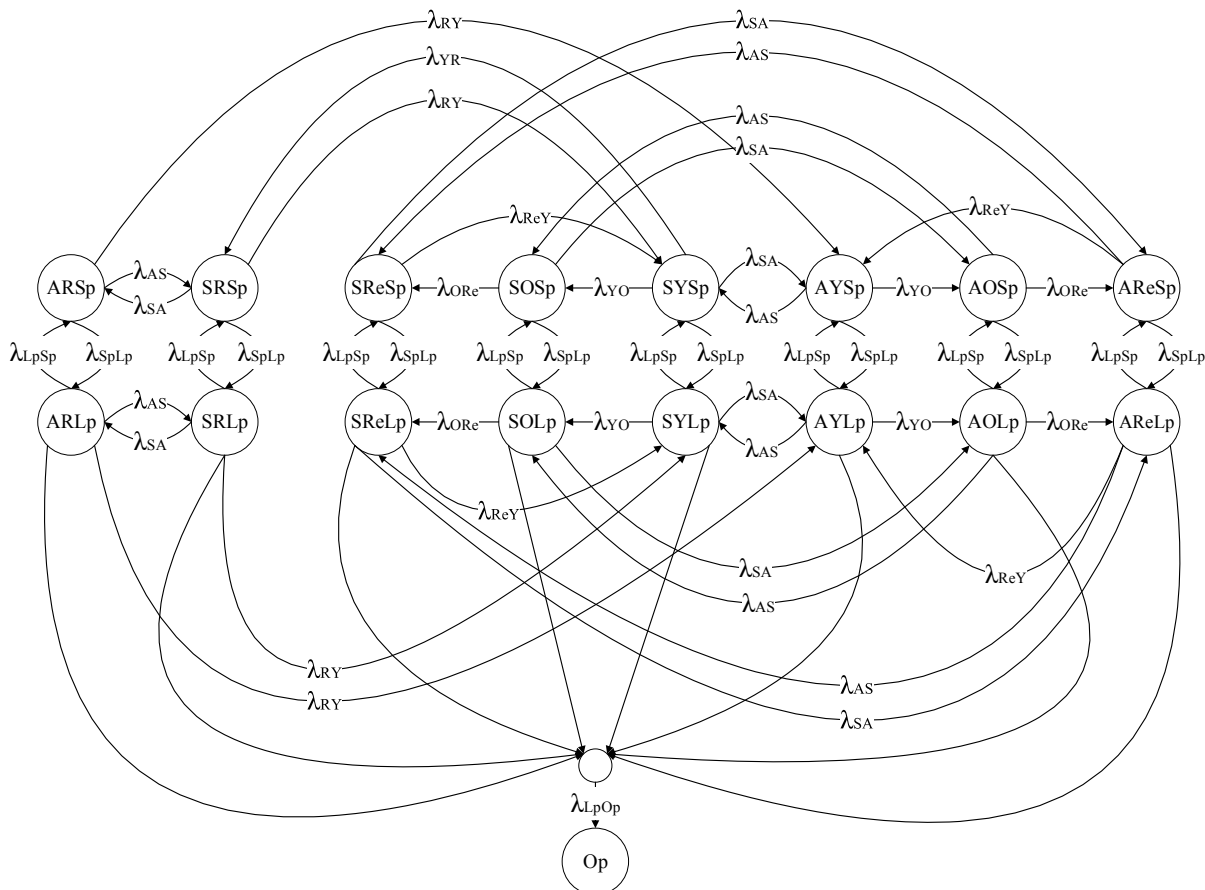 λRY λSA
λYR λAS
λRY
λAS
λSA
λReY λReY
λAS λSA
ARSp SRSp SReSp λORe SOSp λYO SYSp AYSp λYO AOSp λORe AReSp
λSA λAS
λLpSp λSpLp λLpSp λSpLp λLpSp λSpLp λLpSp λSpLp λLpSp λSpLp λLpSp λSpLp λLpSp λSpLp λLpSp λSpLp
λAS λSA
ARLp SRLp SReLp λORe SOLp λYO SYLp AYLp λYO AOLp λORe AReLp
λSA λAS
λReY
λSA λReY
λAS
λRY λAS
λRY λSA
λLpOp
Op